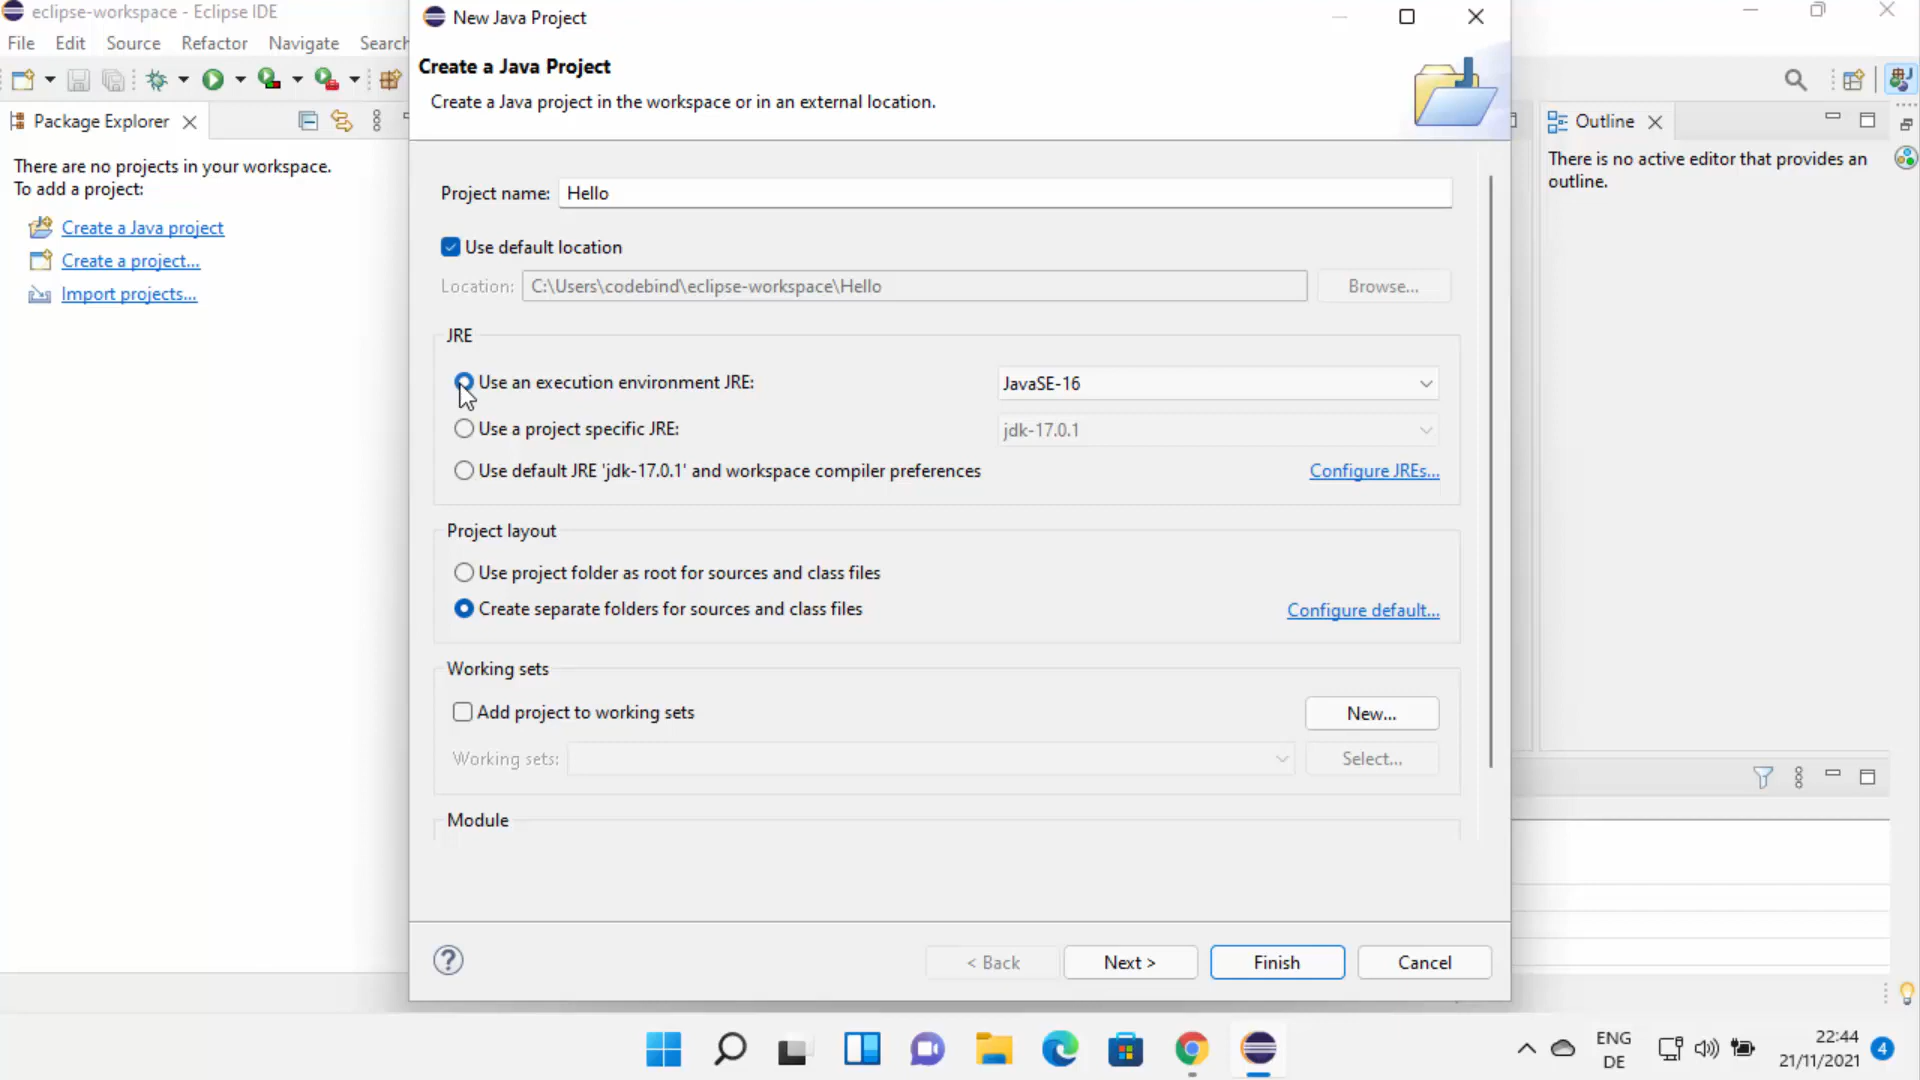 eclipse-workspace - Eclipse IDE
File Edit Source Refactor Navigate Search
Package Explorer
There are no projects in your workspace.
To add a project:
Create a Java project
Create a project...
Import projects...
New Java Project
Create a Java Project
Create a Java project in the workspace or in an external location.
Project name: Hello
Use default location
Location: C:\Users\codebind\eclipse-workspace\Hello Browse...
JRE
Use an execution environment JRE: JavaSE-16
Use a project specific JRE: jdk-17.0.1
Use default JRE 'jdk-17.0.1' and workspace compiler preferences Configure JREs...
Project layout
Use project folder as root for sources and class files
Create separate folders for sources and class files Configure default...
Working sets
Add project to working sets New...
Working sets: Select...
Module
? < Back Next > Finish Cancel
Outline
There is no active editor that provides an
outline.
ENG
DE
22:44
21/11/2021
4